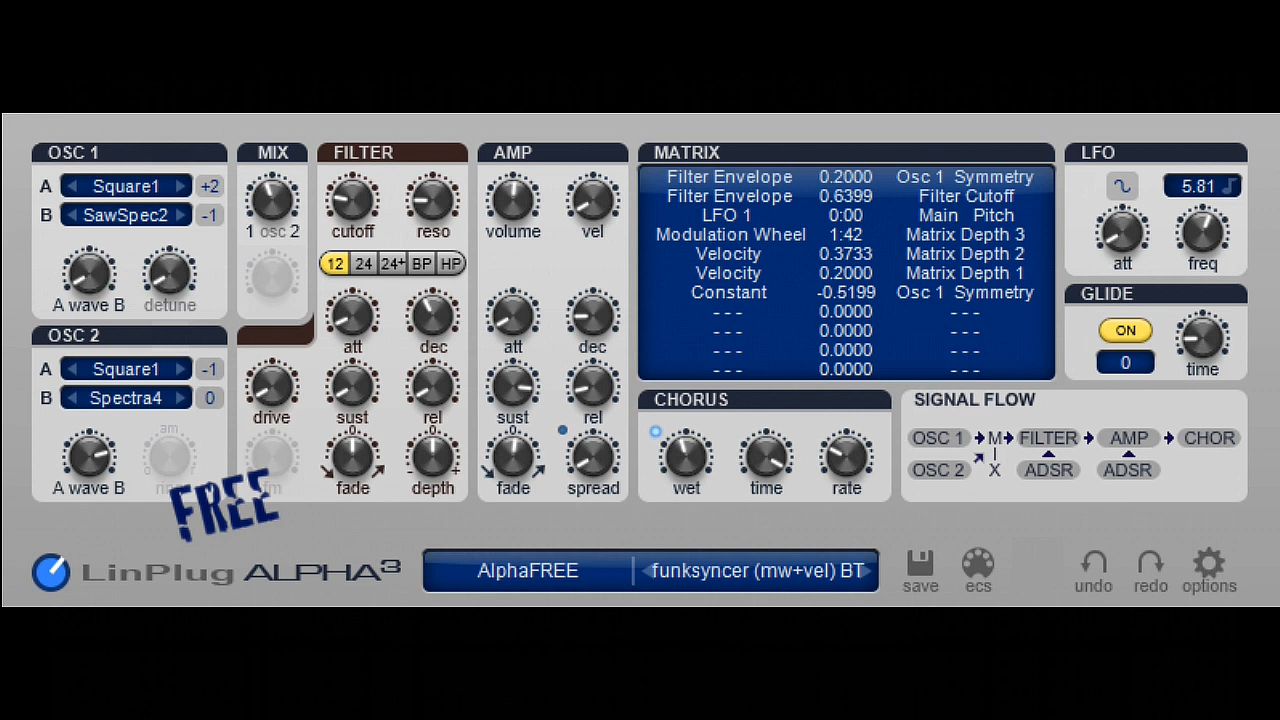 OSC 1
A Square1 +2
B SawSpec2 -1
A wave B detune
OSC 2
A Square1 -1
B Spectra4 0
am
A wave B ring fm
FREE
MIX
1 osc 2
drive
FILTER
cutoff reso
12 24 24+ BP HP
att dec
sust rel
0 0
- +
fade depth
AMP
volume vel
att dec
sust rel
0
fade spread
MATRIX
Filter Envelope 0.2000 Osc 1 Symmetry
Filter Envelope 0.6399 Filter Cutoff
LFO 1 0:00 Main Pitch
Modulation Wheel 1:42 Matrix Depth 3
Velocity 0.3733 Matrix Depth 2
Velocity 0.2000 Matrix Depth 1
Constant -0.5199 Osc 1 Symmetry
--- 0.0000 ---
--- 0.0000 ---
--- 0.0000 ---
--- 0.0000 ---
LFO
5.81
att freq
GLIDE
ON
0
time
CHORUS
wet time rate
SIGNAL FLOW
OSC 1 M FILTER AMP CHOR
OSC 2 X ADSR ADSR
LinPlug ALPHA3
AlphaFREE funksyncer (mw+vel) BT
save ecs undo redo options